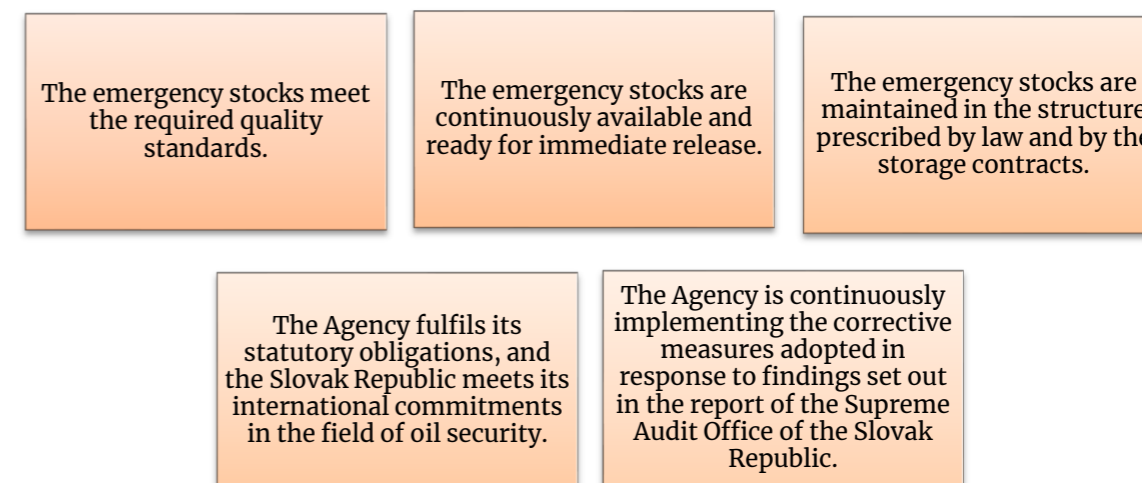 The emergency stocks meet
the required quality
standards.
The emergency stocks are
continuously available and
ready for immediate release.
The emergency stocks are
maintained in the structure
prescribed by law and by the
storage contracts.
The Agency fulfils its
statutory obligations, and
the Slovak Republic meets its
international commitments
in the field of oil security.
The Agency is continuously
implementing the corrective
measures adopted in
response to findings set out
in the report of the Supreme
Audit Office of the Slovak
Republic.